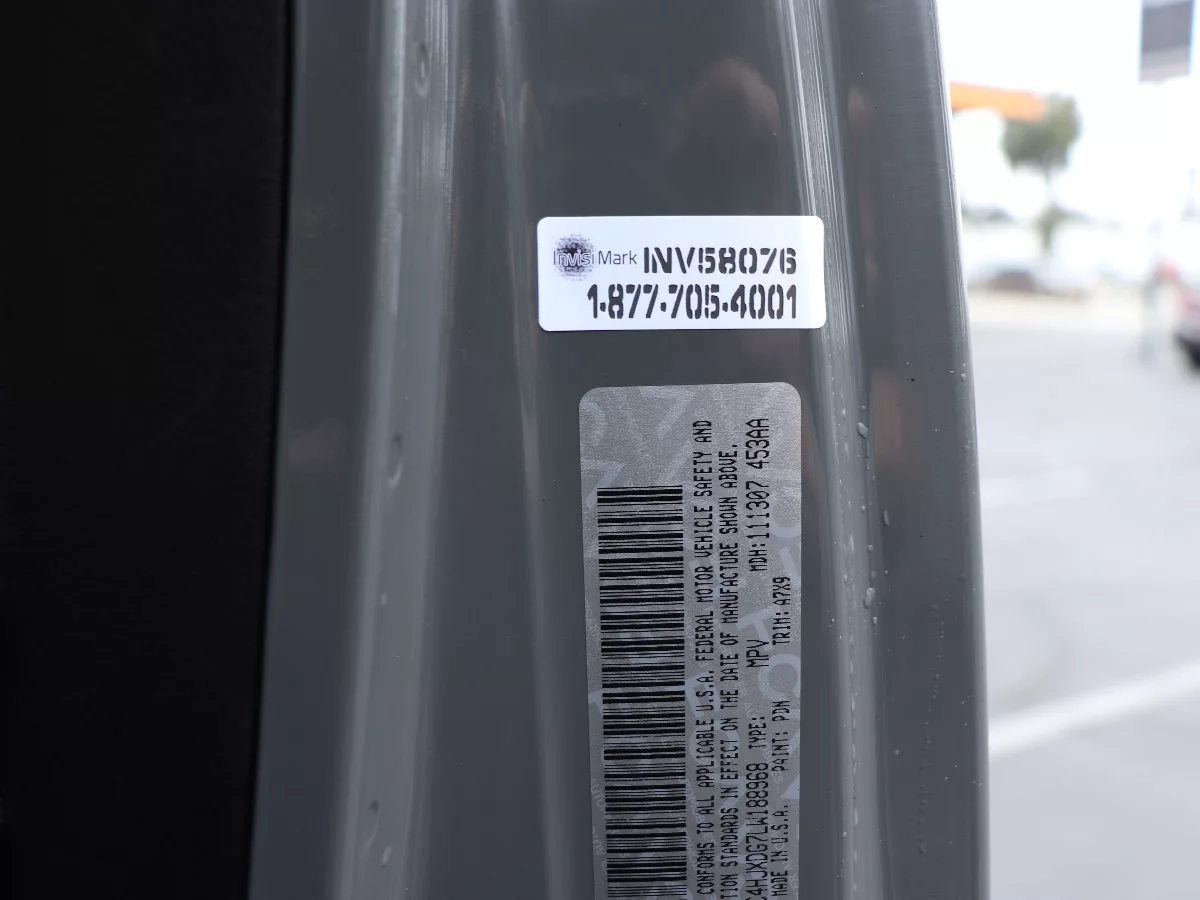 InvisiMark INV58076
1-877-705-4001
CONFORMS TO ALL APPLICABLE U.S.A. FEDERAL MOTOR VEHICLE SAFETY AND
STANDARDS IN EFFECT ON THE DATE OF MANUFACTURE SHOWN ABOVE.
C4HJXDG7LW188968 TYPE: MPV MDH:111307 453AA
MADE IN U.S.A. PAINT: PDN TRIM: A7X9